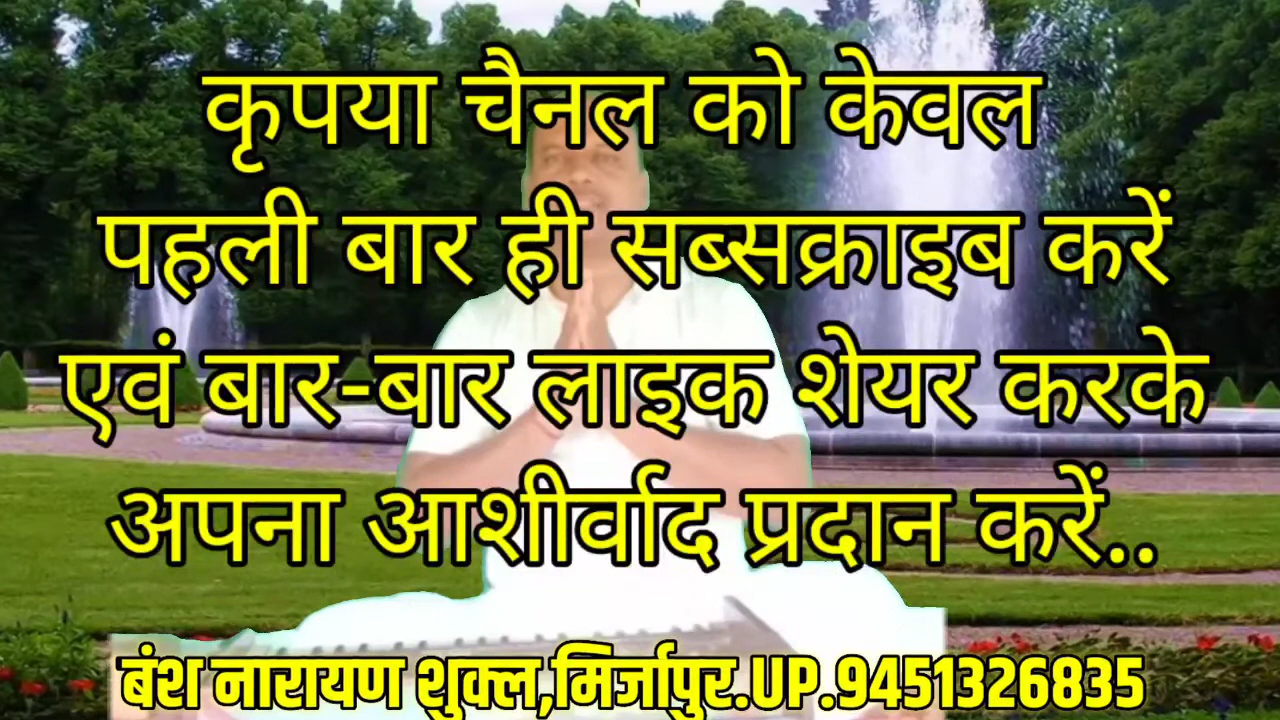 कृपया चैनल को केवल
पहली बार ही सब्सक्राइब करें
एवं बार-बार लाइक शेयर करके
अपना आशीर्वाद प्रदान करें..
बंश नारायण शुक्ल,मिर्जापुर.UP.9451326835